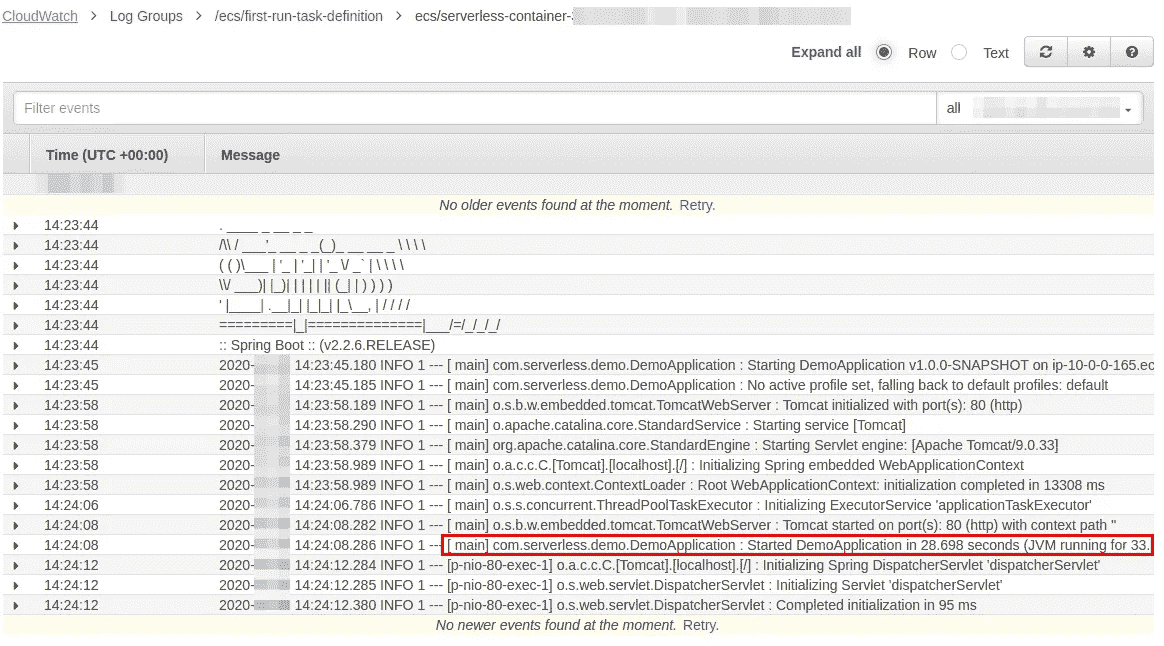 CloudWatch > Log Groups > /ecs/first-run-task-definition > ecs/serverless-container-
Expand all Row Text
Filter events all
Time (UTC +00:00) Message
No older events found at the moment. Retry.
14:23:44 . ____ _ __ _ _
14:23:44 /\\ / ___'_ __ _ _(_)_ __ __ _ \ \ \ \
14:23:44 ( ( )\___ | '_ | '_| | '_ \/ _` | \ \ \ \
14:23:44 \\/ ___)| |_)| | | | | || (_| | ) ) ) )
14:23:44 ' |____| .__|_| |_|_| |_\__, | / / / /
14:23:44 =========|_|==============|___/=/_/_/_/
14:23:44 :: Spring Boot :: (v2.2.6.RELEASE)
14:23:45 2020- 14:23:45.180 INFO 1 --- [ main] com.serverless.demo.DemoApplication : Starting DemoApplication v1.0.0-SNAPSHOT on ip-10-0-0-165.ec
14:23:45 2020- 14:23:45.185 INFO 1 --- [ main] com.serverless.demo.DemoApplication : No active profile set, falling back to default profiles: default
14:23:58 2020- 14:23:58.189 INFO 1 --- [ main] o.s.b.w.embedded.tomcat.TomcatWebServer : Tomcat initialized with port(s): 80 (http)
14:23:58 2020- 14:23:58.290 INFO 1 --- [ main] o.apache.catalina.core.StandardService : Starting service [Tomcat]
14:23:58 2020- 14:23:58.379 INFO 1 --- [ main] org.apache.catalina.core.StandardEngine : Starting Servlet engine: [Apache Tomcat/9.0.33]
14:23:58 2020- 14:23:58.989 INFO 1 --- [ main] o.a.c.c.C.[Tomcat].[localhost].[/] : Initializing Spring embedded WebApplicationContext
14:23:58 2020- 14:23:58.989 INFO 1 --- [ main] o.s.web.context.ContextLoader : Root WebApplicationContext: initialization completed in 13308 ms
14:24:06 2020- 14:24:06.786 INFO 1 --- [ main] o.s.s.concurrent.ThreadPoolTaskExecutor : Initializing ExecutorService 'applicationTaskExecutor'
14:24:08 2020- 14:24:08.282 INFO 1 --- [ main] o.s.b.w.embedded.tomcat.TomcatWebServer : Tomcat started on port(s): 80 (http) with context path ''
14:24:08 2020- 14:24:08.286 INFO 1 --- [ main] com.serverless.demo.DemoApplication : Started DemoApplication in 28.698 seconds (JVM running for 33.
14:24:12 2020- 14:24:12.284 INFO 1 --- [p-nio-80-exec-1] o.a.c.c.C.[Tomcat].[localhost].[/] : Initializing Spring DispatcherServlet 'dispatcherServlet'
14:24:12 2020- 14:24:12.285 INFO 1 --- [p-nio-80-exec-1] o.s.web.servlet.DispatcherServlet : Initializing Servlet 'dispatcherServlet'
14:24:12 2020- 14:24:12.380 INFO 1 --- [p-nio-80-exec-1] o.s.web.servlet.DispatcherServlet : Completed initialization in 95 ms
No newer events found at the moment. Retry.